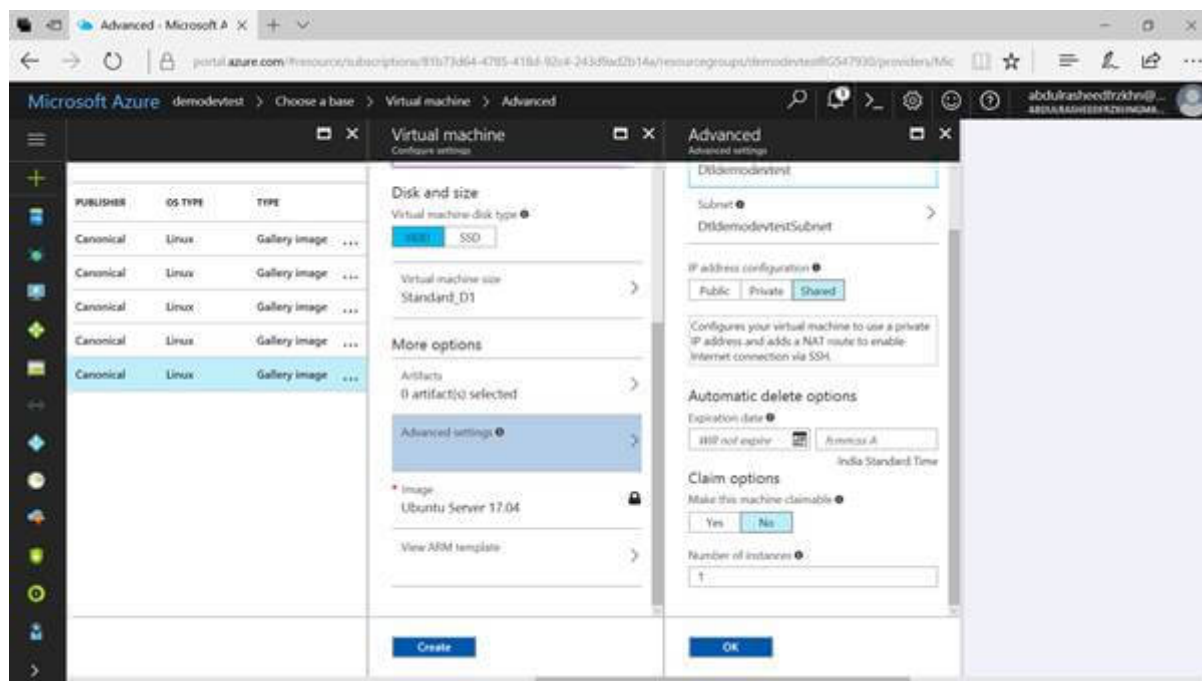 Advanced - Microsoft A
portal.azure.com
Microsoft Azure demodevtest > Choose a base > Virtual machine > Advanced
abdulrasheedfrzkhn@...
PUBLISHER OS TYPE TYPE
Canonical Linux Gallery image ...
Canonical Linux Gallery image ...
Canonical Linux Gallery image ...
Canonical Linux Gallery image ...
Canonical Linux Gallery image ...
Virtual machine
Configure settings
Disk and size
Virtual machine disk type
HDD SSD
Virtual machine size
Standard_D1
More options
Artifacts
0 artifact(s) selected
Advanced settings
* Image
Ubuntu Server 17.04
View ARM template
Create
Advanced
Advanced settings
Dtldemodevtest
Subnet
DtldemodevtestSubnet
IP address configuration
Public Private Shared
Configures your virtual machine to use a private
IP address and adds a NAT route to enable
Internet connection via SSH.
Automatic delete options
Expiration date
Will not expire
India Standard Time
Claim options
Make this machine claimable
Yes No
Number of instances
1
OK